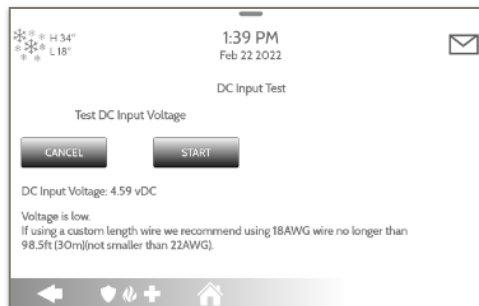 H 34°
L 18°
1:39 PM
Feb 22 2022
DC Input Test
Test DC Input Voltage
CANCEL
START
DC Input Voltage: 4.59 vDC
Voltage is low.
If using a custom length wire we recommend using 18AWG wire no longer than
98.5ft (30m)(not smaller than 22AWG).